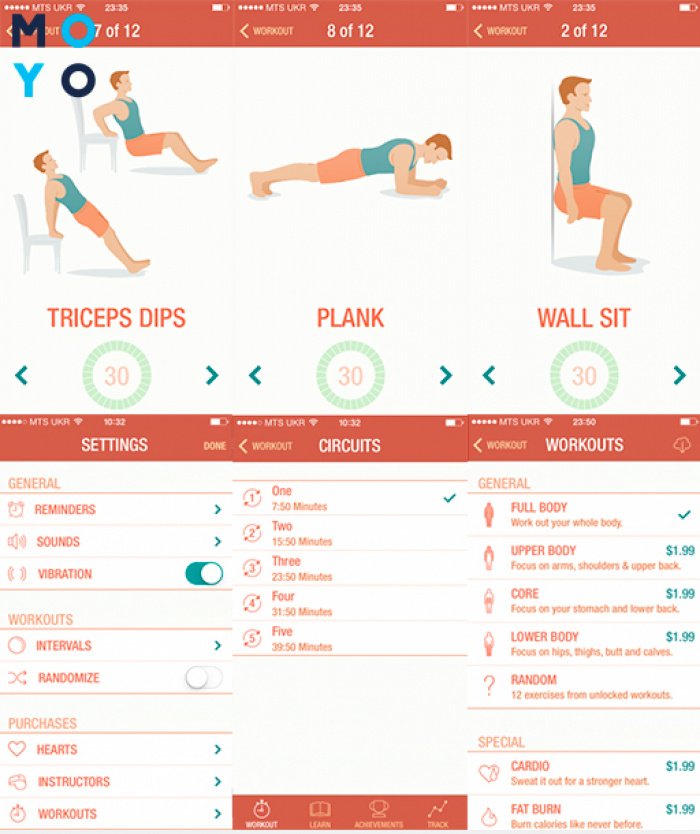 MOYO
MTS UKR 23:35
WORKOUT 7 of 12
TRICEPS DIPS
30
MTS UKR 23:35
WORKOUT 8 of 12
PLANK
30
MTS UKR 23:35
WORKOUT 2 of 12
WALL SIT
30
MTS UKR 10:32
SETTINGS DONE
GENERAL
REMINDERS
SOUNDS
VIBRATION
WORKOUTS
INTERVALS
RANDOMIZE
PURCHASES
HEARTS
INSTRUCTORS
WORKOUTS
MTS UKR 10:32
WORKOUT CIRCUITS
1 One
7:50 Minutes
2 Two
15:50 Minutes
3 Three
23:50 Minutes
4 Four
31:50 Minutes
5 Five
39:50 Minutes
WORKOUT LEARN ACHIEVEMENTS TRACK
MTS UKR 23:50
WORKOUT WORKOUTS
GENERAL
FULL BODY
Work out your whole body.
UPPER BODY $1.99
Focus on arms, shoulders & upper back.
CORE $1.99
Focus on your stomach and lower back.
LOWER BODY $1.99
Focus on hips, thighs, butt and calves.
? RANDOM
12 exercises from unlocked workouts.
SPECIAL
CARDIO $1.99
Sweat it out for a stronger heart.
FAT BURN $1.99
Burn calories like never before.